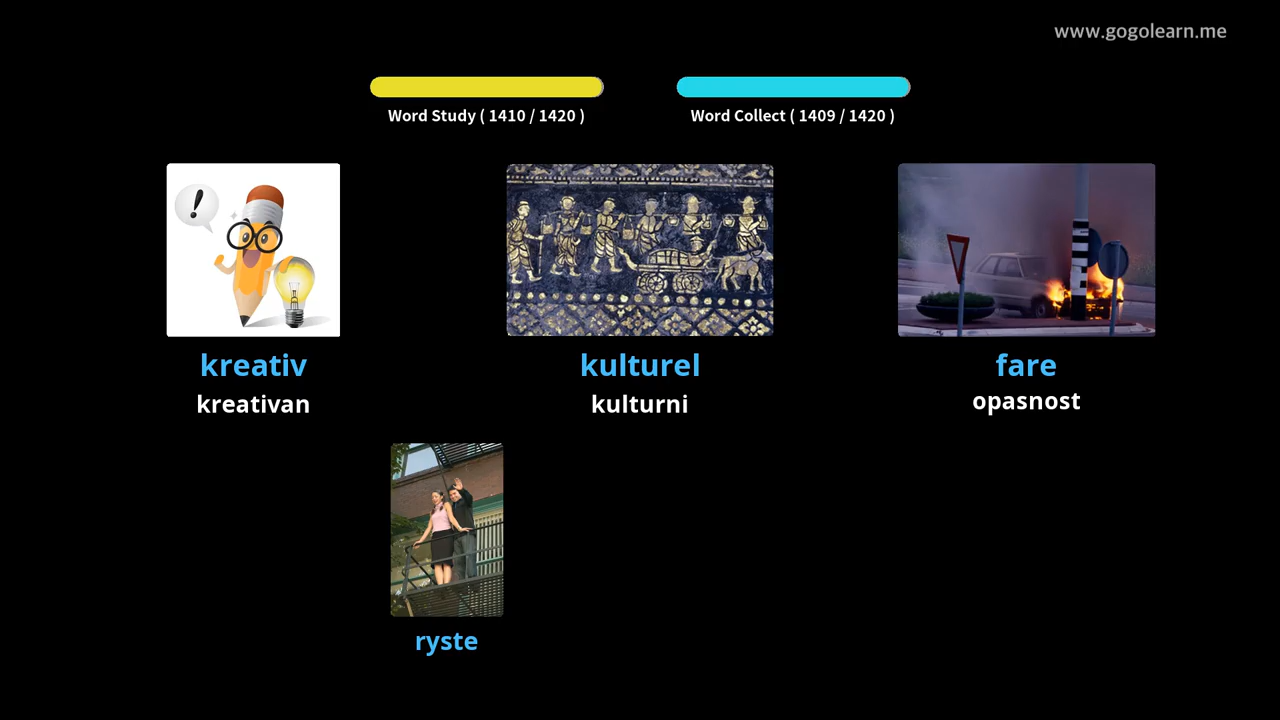 www.gogolearn.me
Word Study ( 1410 / 1420 )
Word Collect ( 1409 / 1420 )
!
kreativ
kulturel
fare
kreativan
kulturni
opasnost
ryste